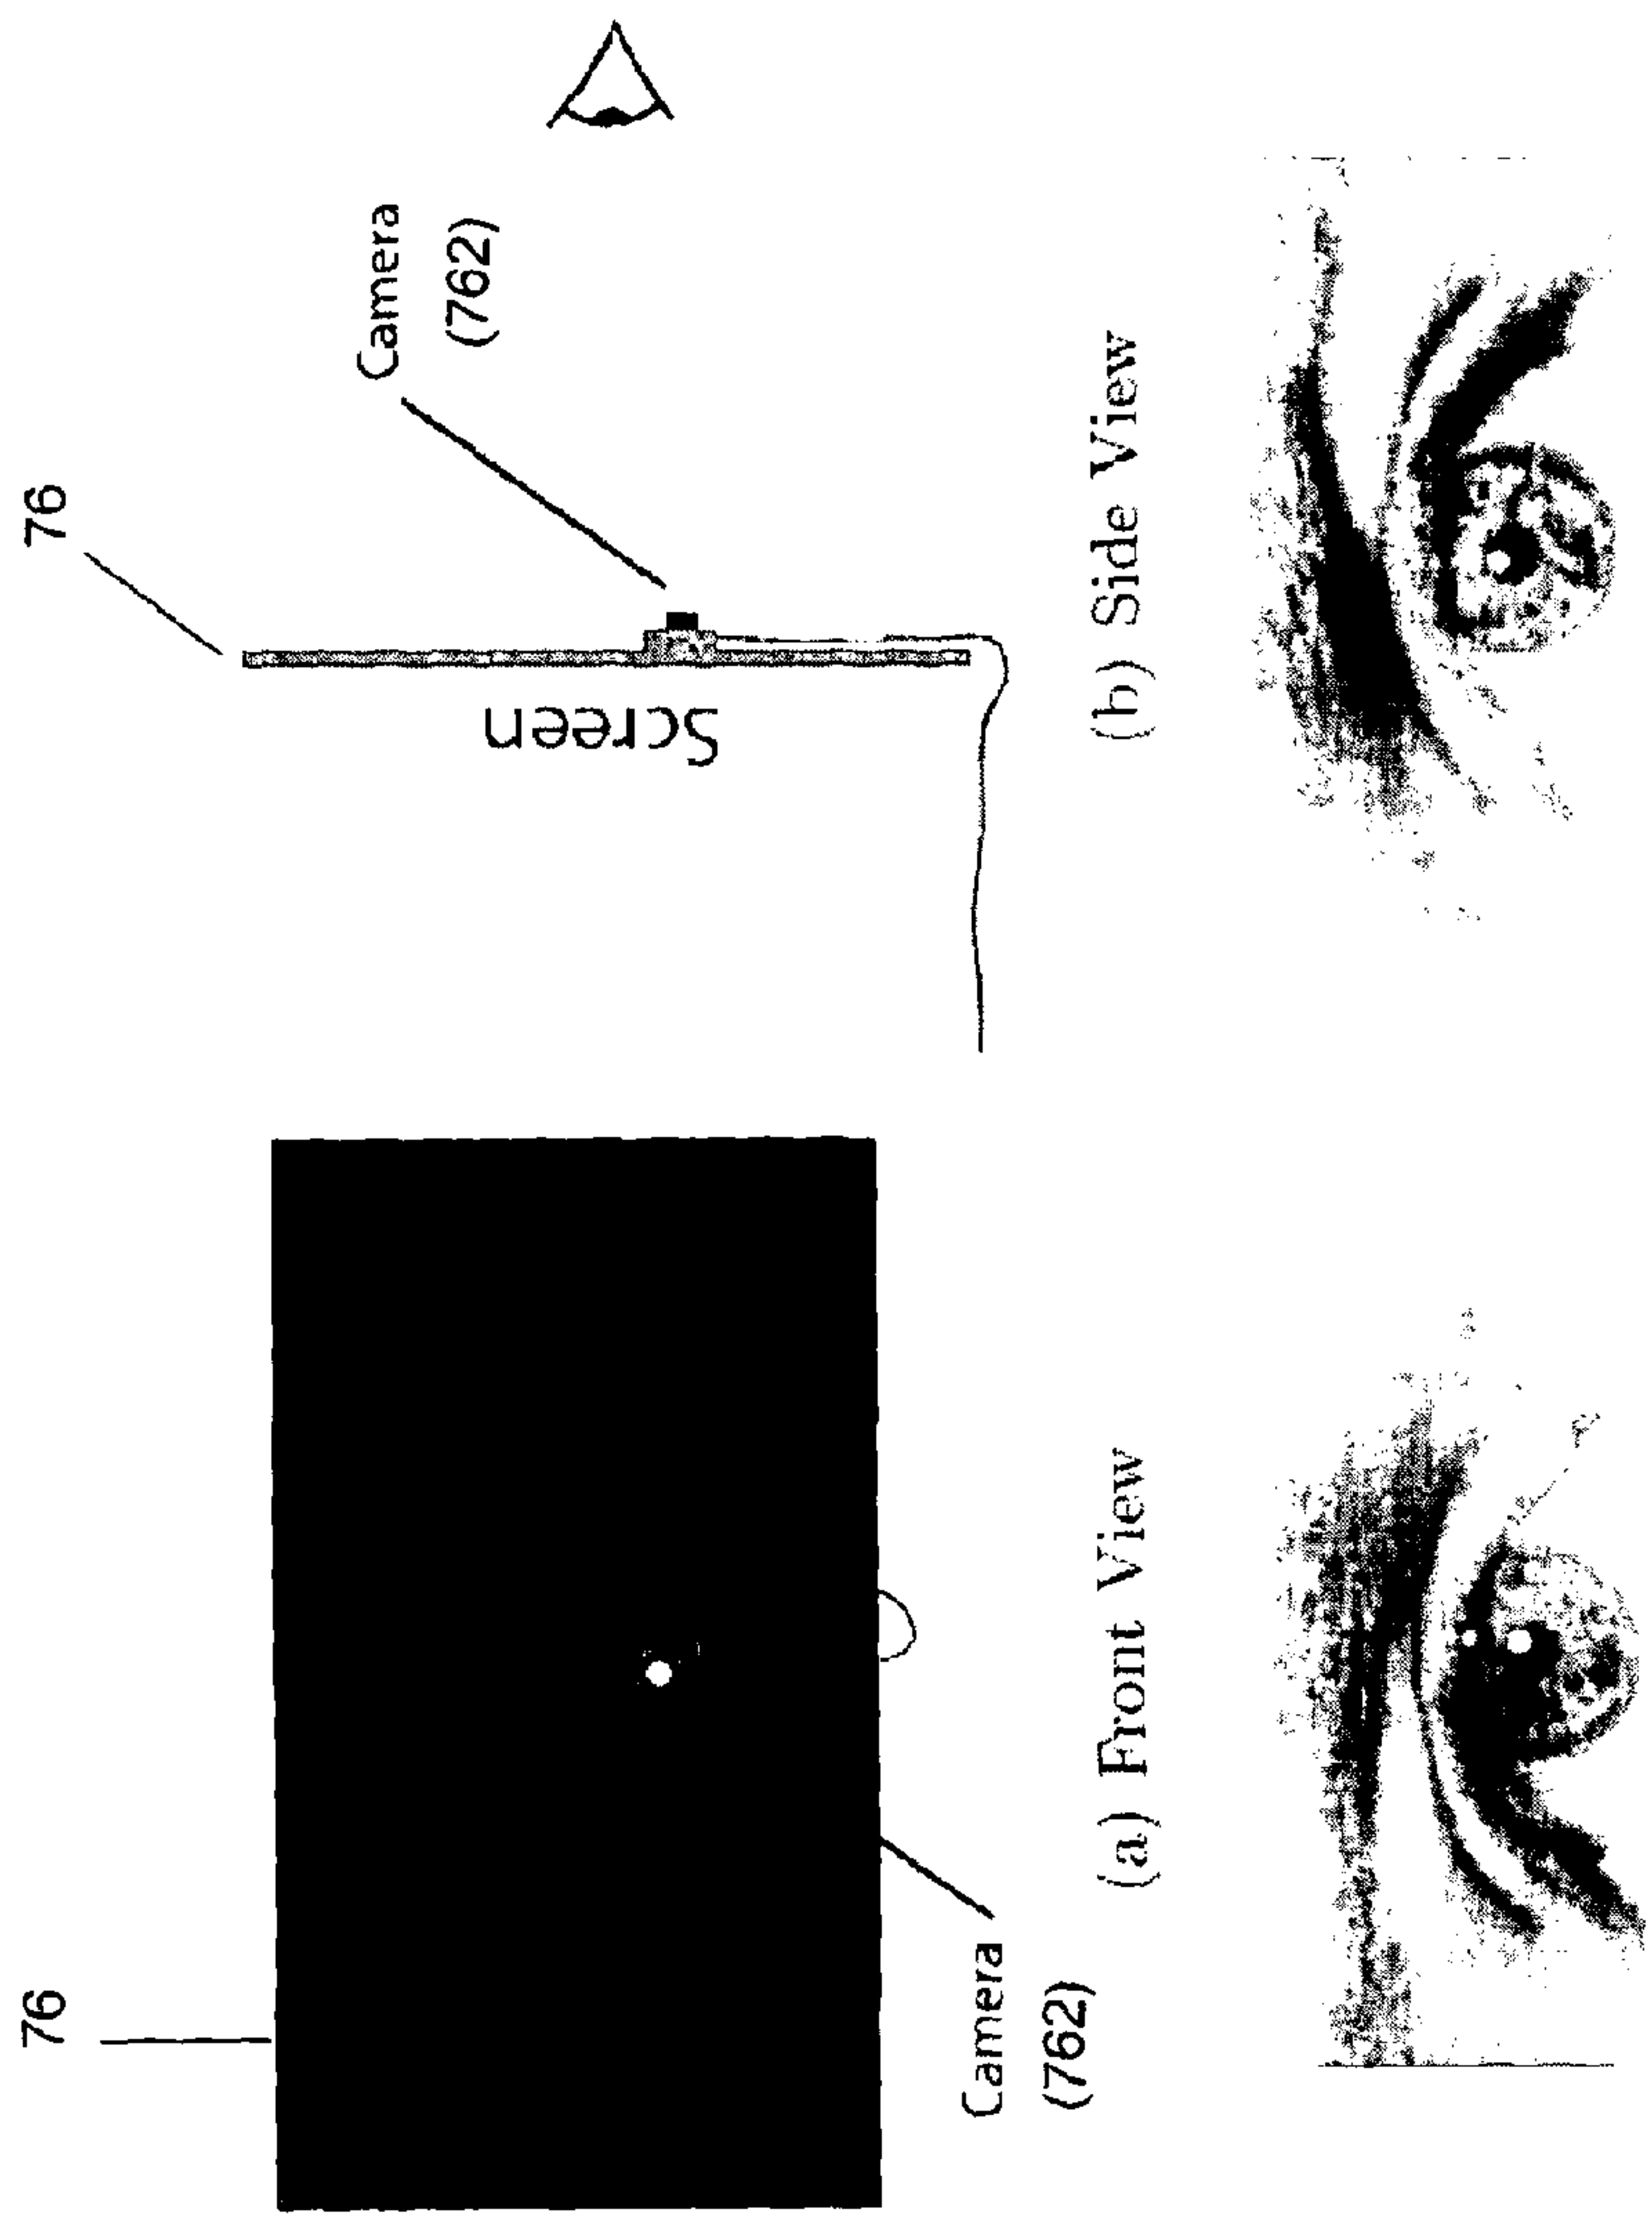 76
Camera
(762)
(a) Front View
76
Camera
(762)
Screen
(b) Side View